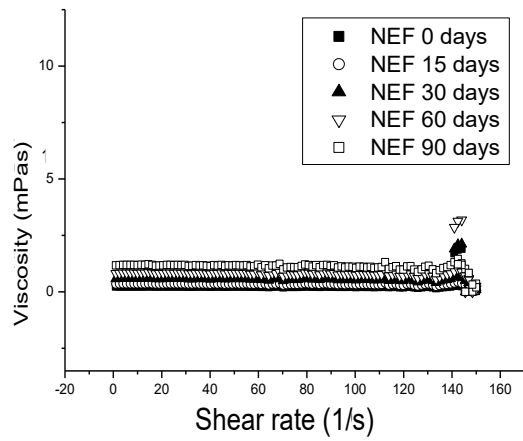 NEF 0 days
NEF 15 days
NEF 30 days
NEF 60 days
NEF 90 days
Viscosity (mPas)
10
1
5
0
-20
0
20
40
60
80
100
120
140
160
Shear rate (1/s)